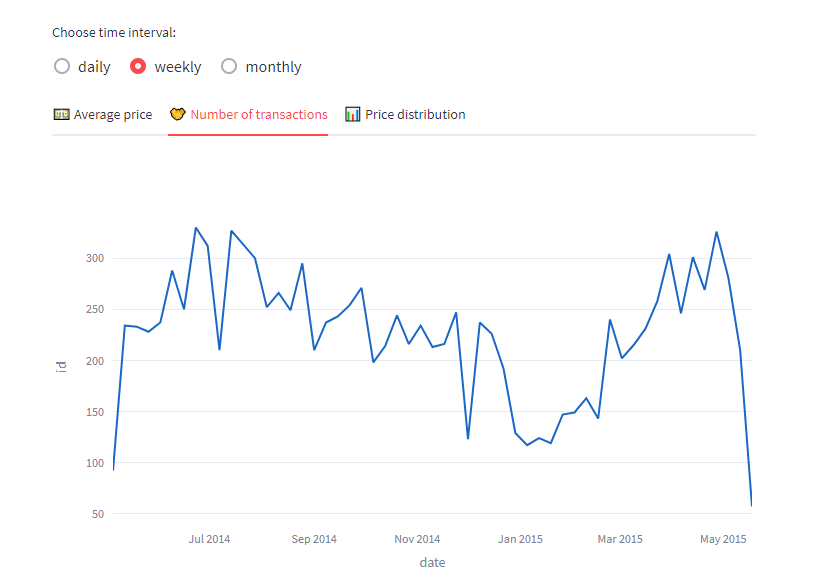 Choose time interval:
daily weekly monthly
Average price Number of transactions Price distribution
300
250
200
150
100
50
id
Jul 2014 Sep 2014 Nov 2014 Jan 2015 Mar 2015 May 2015
date